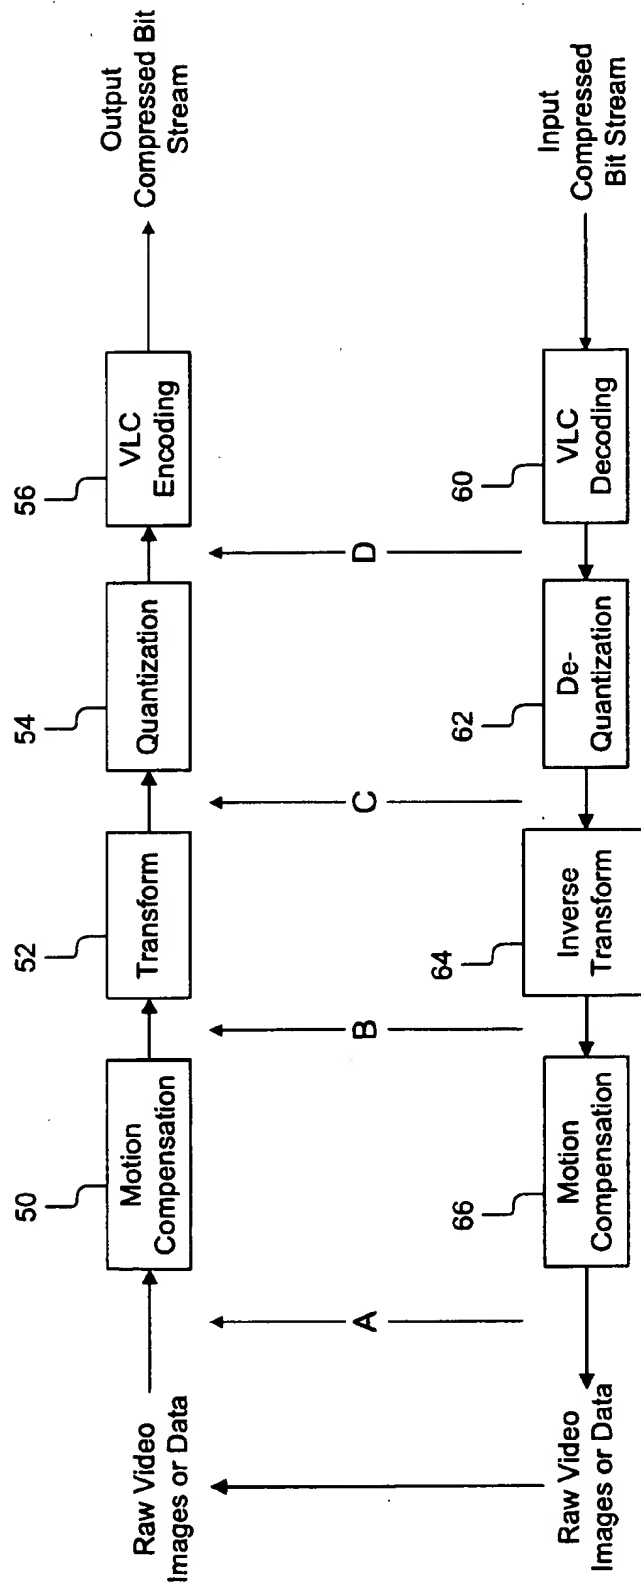 Raw Video
Images or Data
50
Motion
Compensation
52
Transform
54
Quantization
56
VLC
Encoding
Output
Compressed Bit
Stream
A
B
C
D
Raw Video
Images or Data
66
Motion
Compensation
64
Inverse
Transform
62
De-
Quantization
60
VLC
Decoding
Input
Compressed
Bit Stream